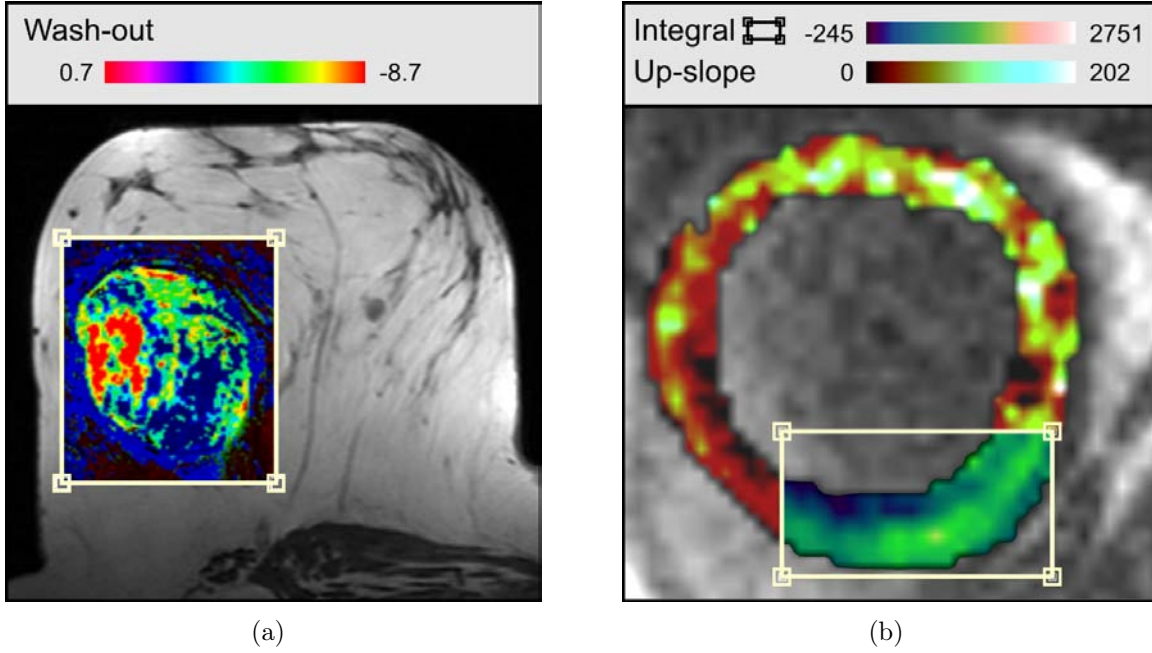 Wash-out
0.7 -8.7
Integral -245 2751
Up-slope 0 202
(a) (b)